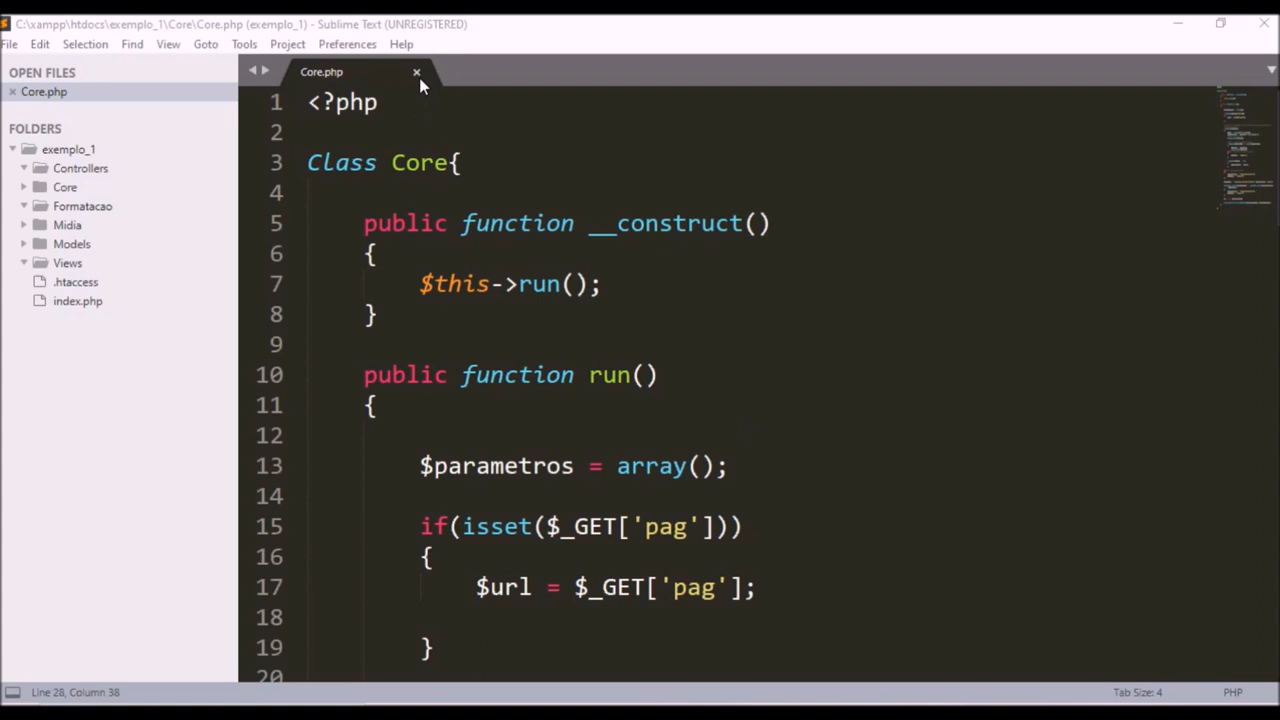 C:\xampp\htdocs\exemplo_1\Core\Core.php (exemplo_1) - Sublime Text (UNREGISTERED)
File Edit Selection Find View Goto Tools Project Preferences Help
OPEN FILES
Core.php
FOLDERS
exemplo_1
Controllers
Core
Formatacao
Midia
Models
Views
.htaccess
index.php
Core.php
1 <?php
2
3 Class Core{
4
5 public function __construct()
6 {
7 $this->run();
8 }
9
10 public function run()
11 {
12
13 $parametros = array();
14
15 if(isset($_GET['pag']))
16 {
17 $url = $_GET['pag'];
18
19 }
20
Line 28, Column 38
Tab Size: 4
PHP